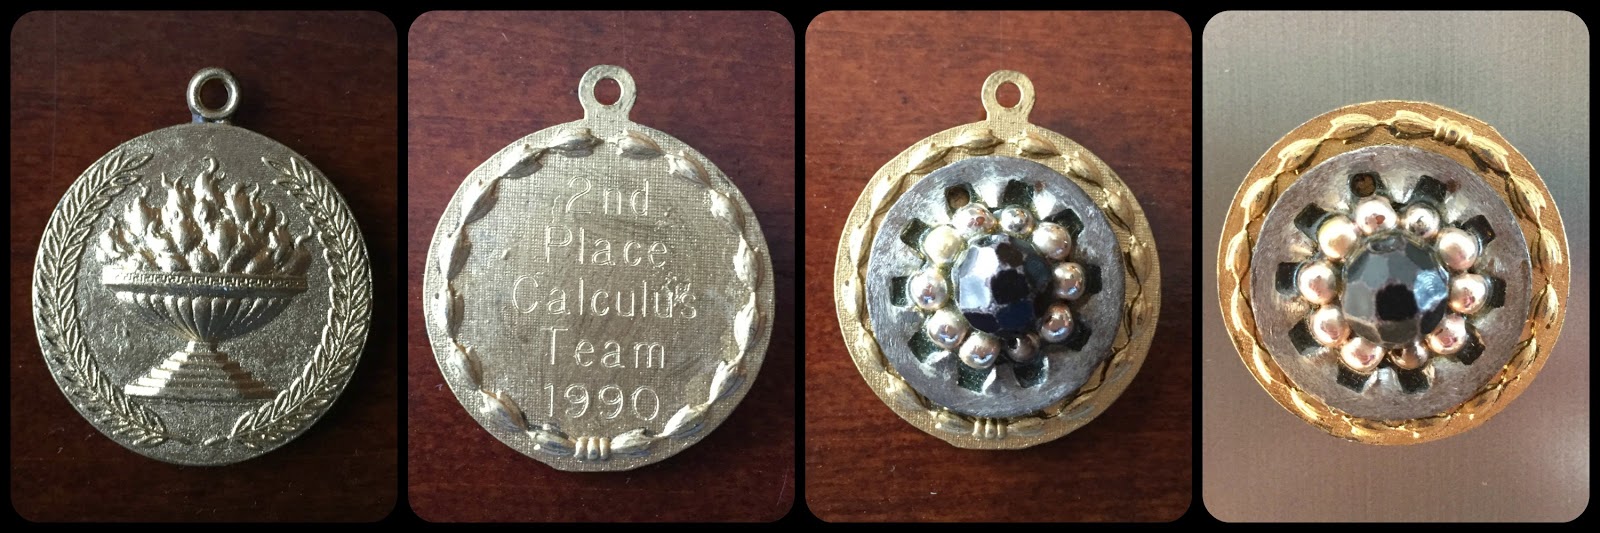 2nd
Place
Calculus
Team
1990